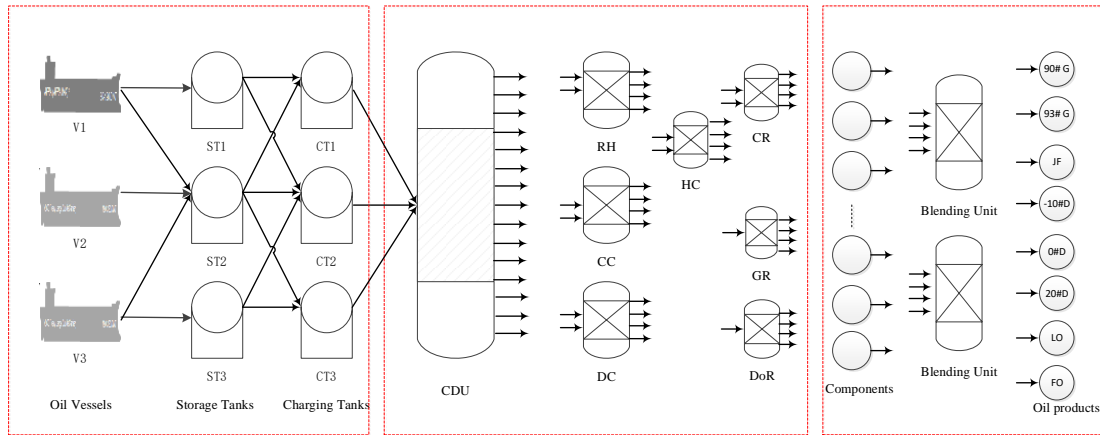 V1
V2
V3
Oil Vessels
ST1
ST2
ST3
Storage Tanks
CT1
CT2
CT3
Charging Tanks
CDU
RH
CC
DC
HC
CR
GR
DoR
Components
Blending Unit
Blending Unit
90# G
93# G
JF
-10#D
0#D
20#D
LO
FO
Oil products